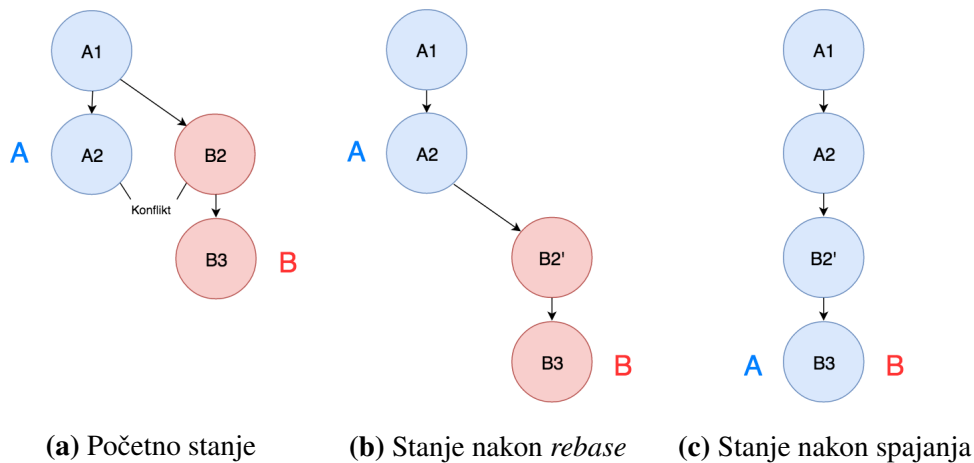 A1
A
A2
B2
Konflikt
B3
B
(a) Početno stanje
A1
A
A2
B2'
B3
B
(b) Stanje nakon rebase
A1
A2
B2'
A
B3
B
(c) Stanje nakon spajanja